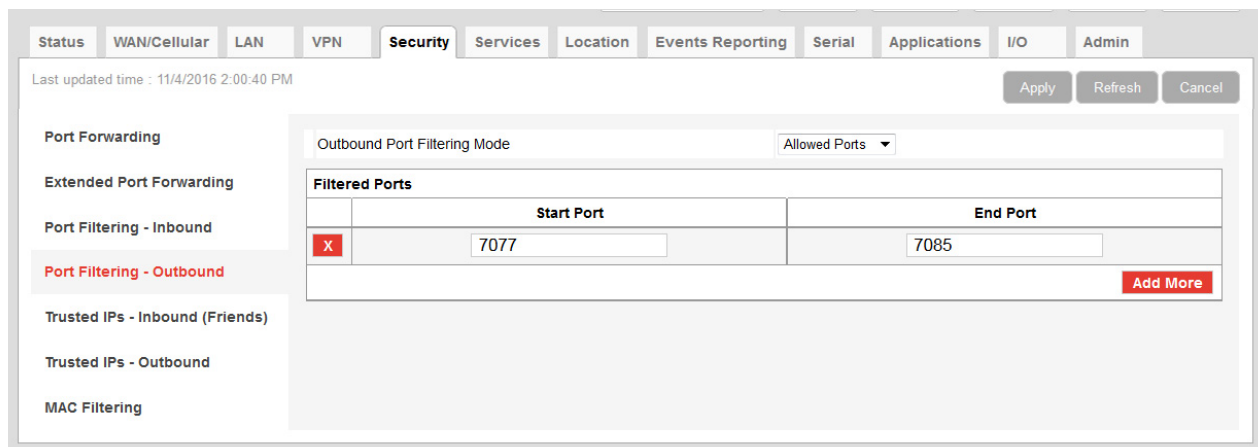 Status WAN/Cellular LAN VPN Security Services Location Events Reporting Serial Applications I/O Admin
Last updated time : 11/4/2016 2:00:40 PM
Apply Refresh Cancel
Port Forwarding
Extended Port Forwarding
Port Filtering - Inbound
Port Filtering - Outbound
Trusted IPs - Inbound (Friends)
Trusted IPs - Outbound
MAC Filtering
Outbound Port Filtering Mode Allowed Ports
Filtered Ports
Start Port End Port
X 7077 7085
Add More